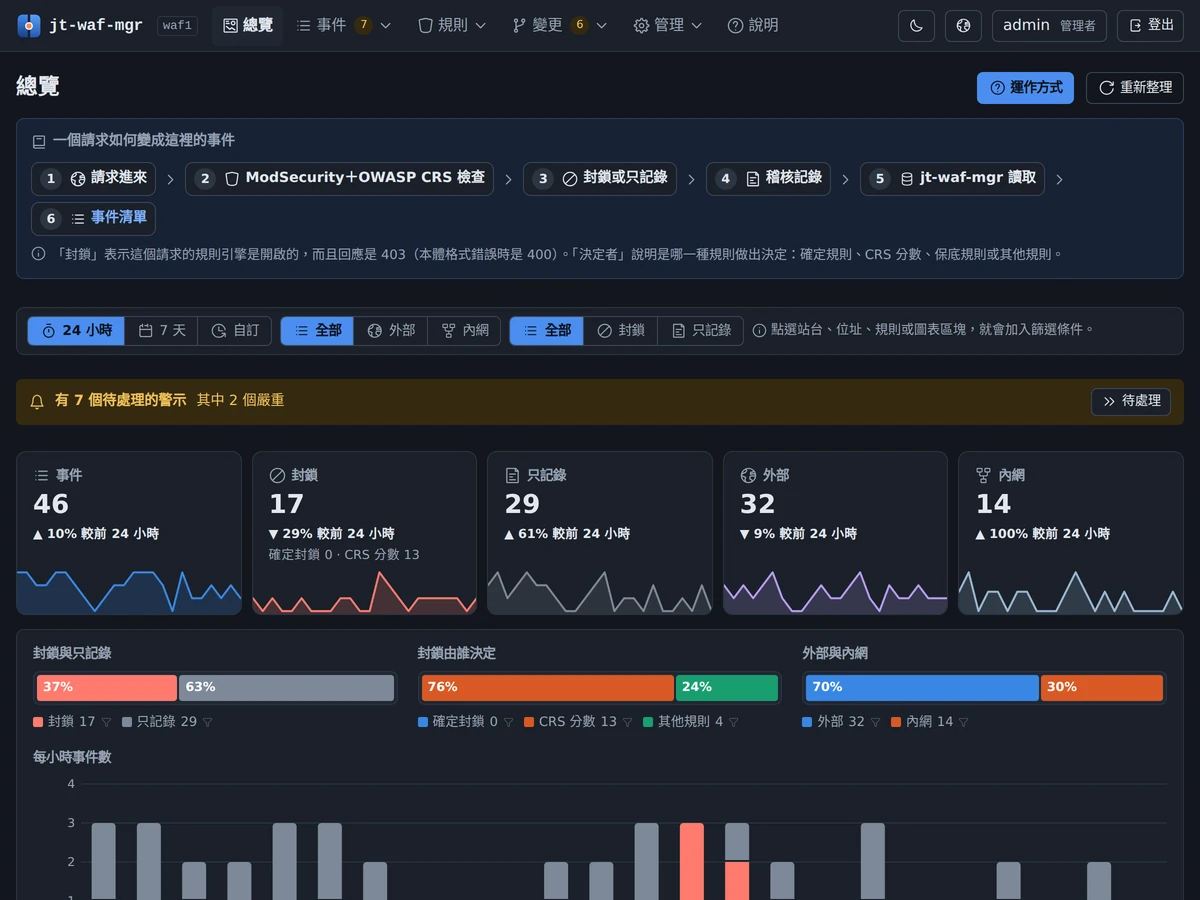 jt-waf-mgr waf1 總覽 事件 7 規則 變更 6 管理 說明 admin 管理者 登出
總覽 運作方式 重新整理
一個請求如何變成這裡的事件
1 請求進來 2 ModSecurity＋OWASP CRS 檢查 3 封鎖或只記錄 4 稽核記錄 5 jt-waf-mgr 讀取
6 事件清單
「封鎖」表示這個請求的規則引擎是開啟的，而且回應是 403（本體格式錯誤時是 400）。「決定者」說明是哪一種規則做出決定：確定規則、CRS 分數、保底規則或其他規則。
24 小時 7 天 自訂 全部 外部 內網 全部 封鎖 只記錄 點選站台、位址、規則或圖表區塊，就會加入篩選條件。
有 7 個待處理的警示 其中 2 個嚴重 待處理
事件 封鎖 只記錄 外部 內網
46 17 29 32 14
▲ 10% 較前 24 小時 ▼ 29% 較前 24 小時 ▲ 61% 較前 24 小時 ▼ 9% 較前 24 小時 ▲ 100% 較前 24 小時
確定封鎖 0 · CRS 分數 13
封鎖與只記錄 封鎖由誰決定 外部與內網
37% 63% 76% 24% 70% 30%
封鎖 17 只記錄 29 確定封鎖 0 CRS 分數 13 其他規則 4 外部 32 內網 14
每小時事件數
4
3
2
1